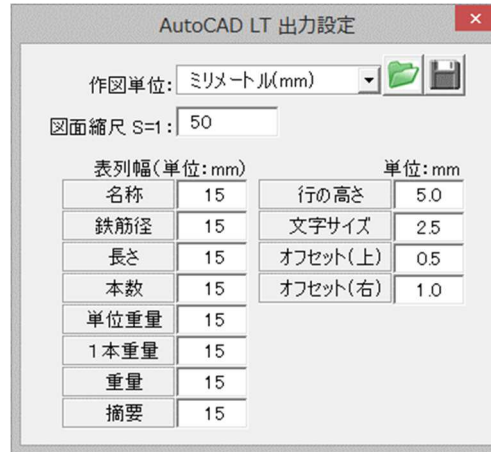 AutoCAD LT 出力設定
作図単位: ミリメートル(mm)
図面縮尺 S=1: 50
表列幅(単位:mm) 単位:mm
名称 15 行の高さ 5.0
鉄筋径 15 文字サイズ 2.5
長さ 15 オフセット(上) 0.5
本数 15 オフセット(右) 1.0
単位重量 15
1本重量 15
重量 15
摘要 15